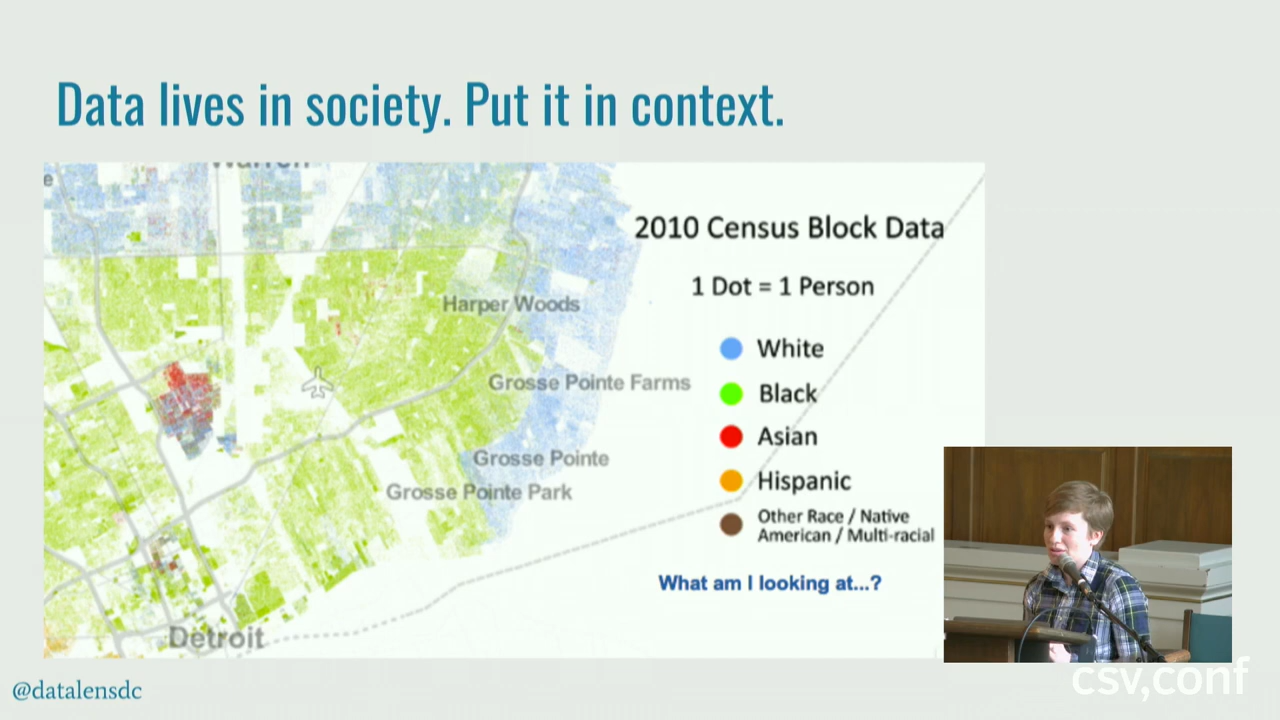 Data lives in society. Put it in context.
Warren
e
2010 Census Block Data
1 Dot = 1 Person
Harper Woods
White
Grosse Pointe Farms
Black
Asian
Grosse Pointe
Hispanic
Grosse Pointe Park
Other Race / Native
American / Multi-racial
What am I looking at...?
Detroit
@datalensdc
csv,conf